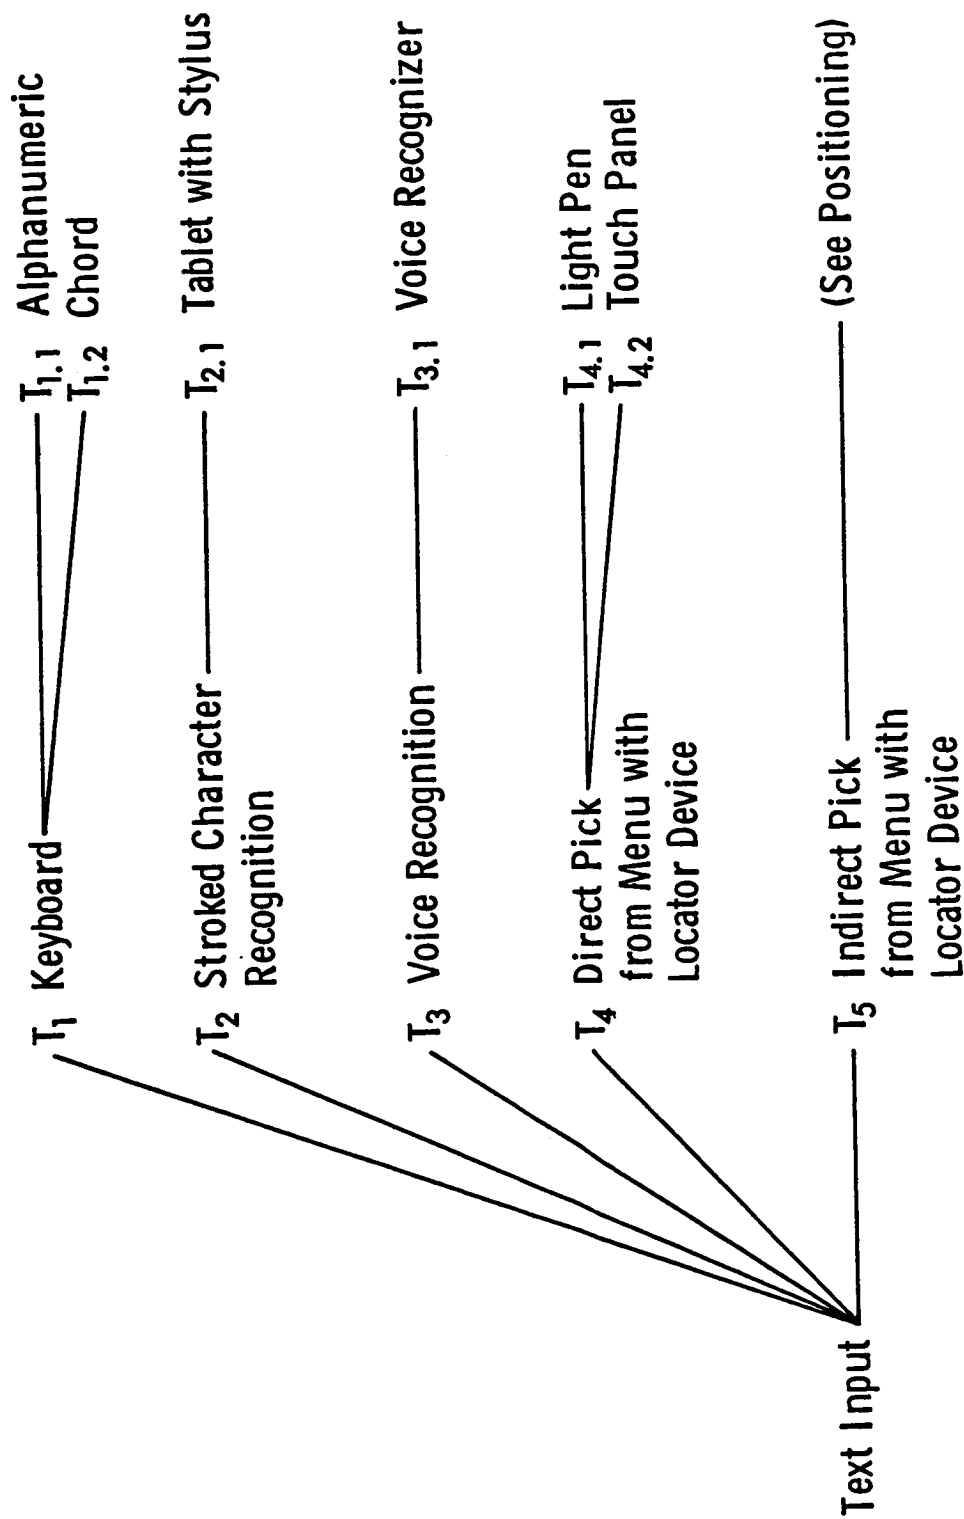 T1 Keyboard
T1.1 Alphanumeric
T1.2 Chord
T2 Stroked Character
Recognition
T2.1 Tablet with Stylus
T3 Voice Recognition
T3.1 Voice Recognizer
T4 Direct Pick
from Menu with
Locator Device
T4.1 Light Pen
T4.2 Touch Panel
Text Input
T5 Indirect Pick
from Menu with
Locator Device
(See Positioning)